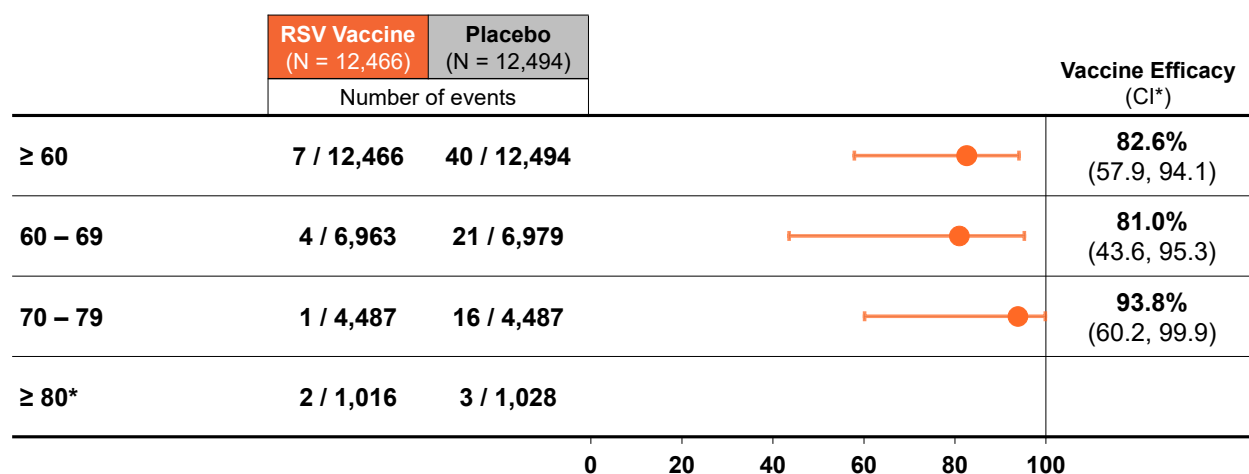 RSV Vaccine Placebo
(N = 12,466) (N = 12,494)
Number of events
Vaccine Efficacy
(CI*)
≥ 60 7 / 12,466 40 / 12,494 82.6%
(57.9, 94.1)
60 – 69 4 / 6,963 21 / 6,979 81.0%
(43.6, 95.3)
70 – 79 1 / 4,487 16 / 4,487 93.8%
(60.2, 99.9)
≥ 80* 2 / 1,016 3 / 1,028
0 20 40 60 80 100